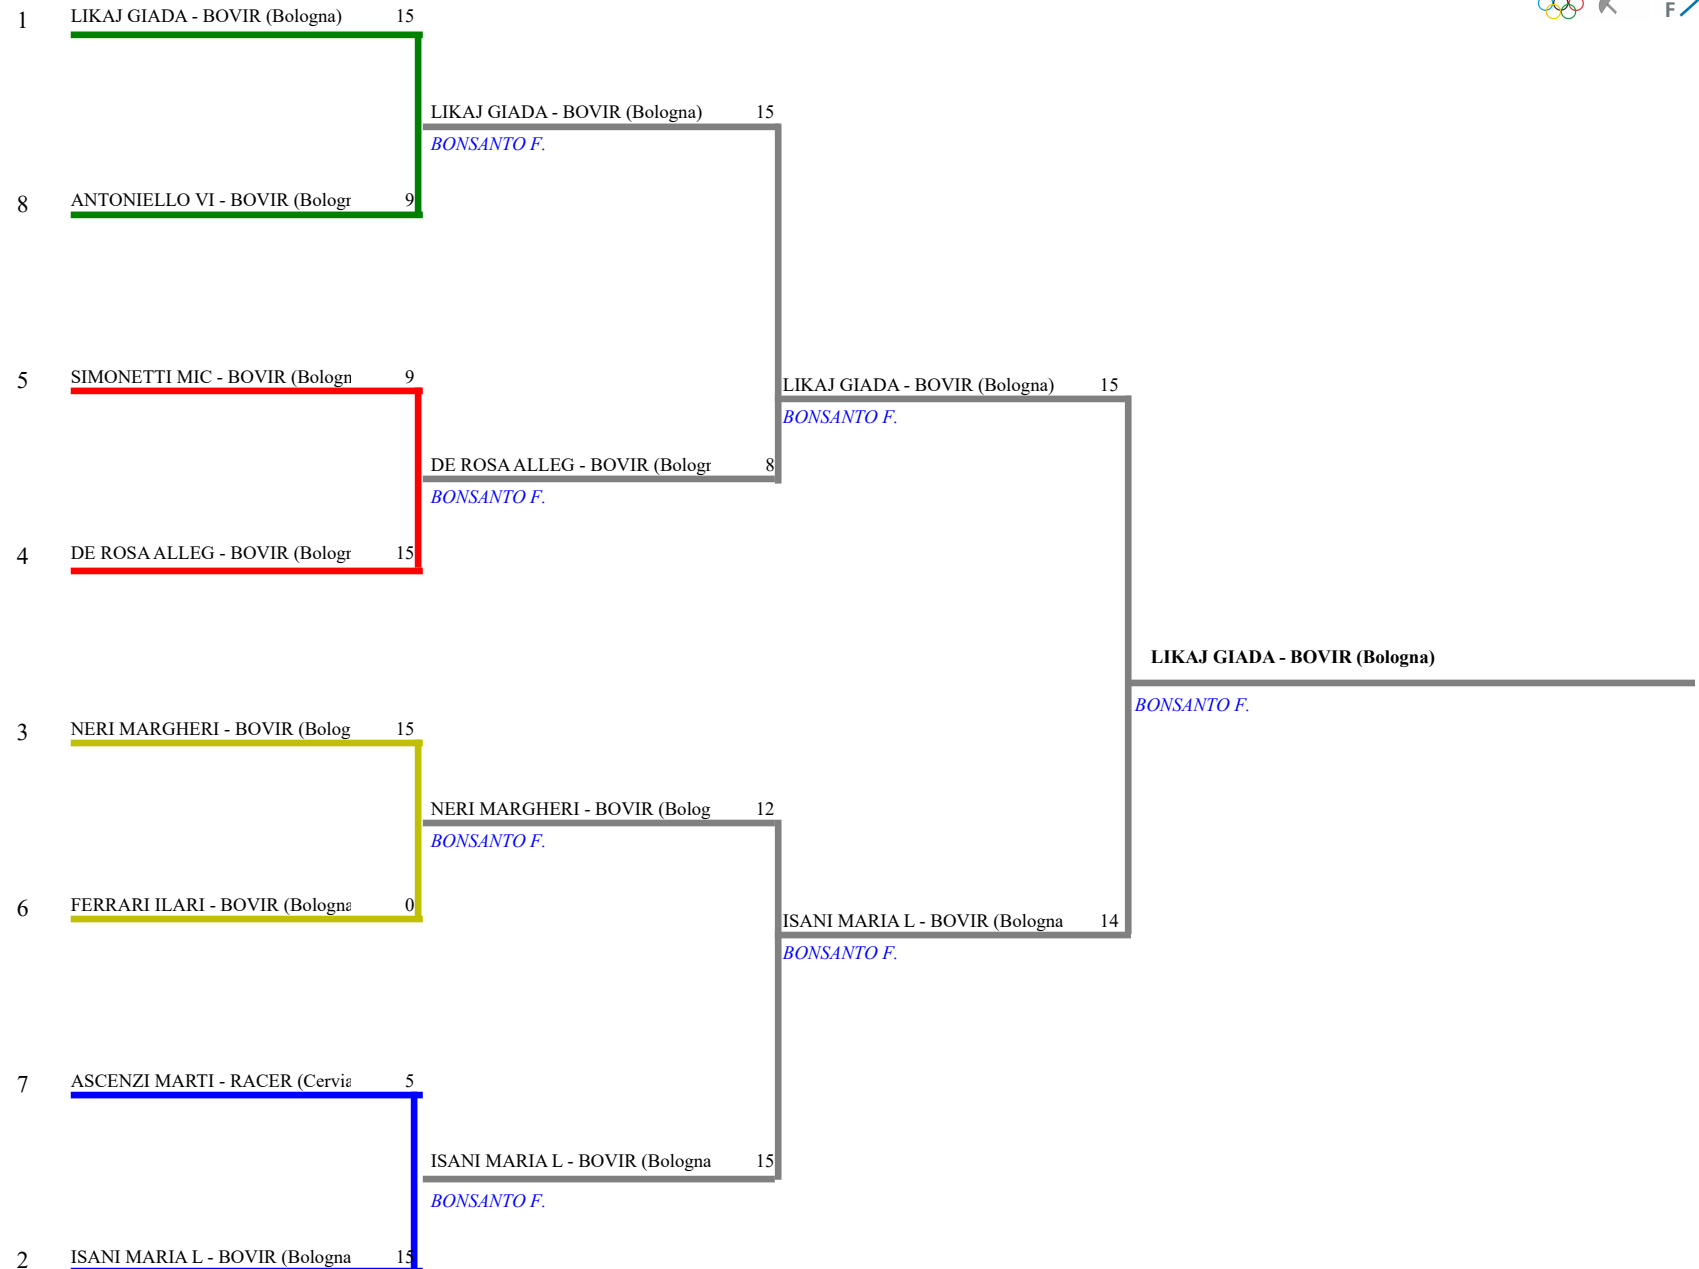 1 LIKAJ GIADA - BOVIR (Bologna) 15
F
LIKAJ GIADA - BOVIR (Bologna) 15
BONSANTO F.
8 ANTONIELLO VI - BOVIR (Bologr 9
5 SIMONETTI MIC - BOVIR (Bologn 9
LIKAJ GIADA - BOVIR (Bologna) 15
BONSANTO F.
DE ROSA ALLEG - BOVIR (Bologr 8
BONSANTO F.
4 DE ROSA ALLEG - BOVIR (Bologr 15
LIKAJ GIADA - BOVIR (Bologna)
BONSANTO F.
3 NERI MARGHERI - BOVIR (Bolog 15
NERI MARGHERI - BOVIR (Bolog 12
BONSANTO F.
6 FERRARI ILARI - BOVIR (Bologna 0
ISANI MARIA L - BOVIR (Bologna 14
BONSANTO F.
7 ASCENZI MARTI - RACER (Cervia 5
ISANI MARIA L - BOVIR (Bologna 15
BONSANTO F.
2 ISANI MARIA L - BOVIR (Bologna 15